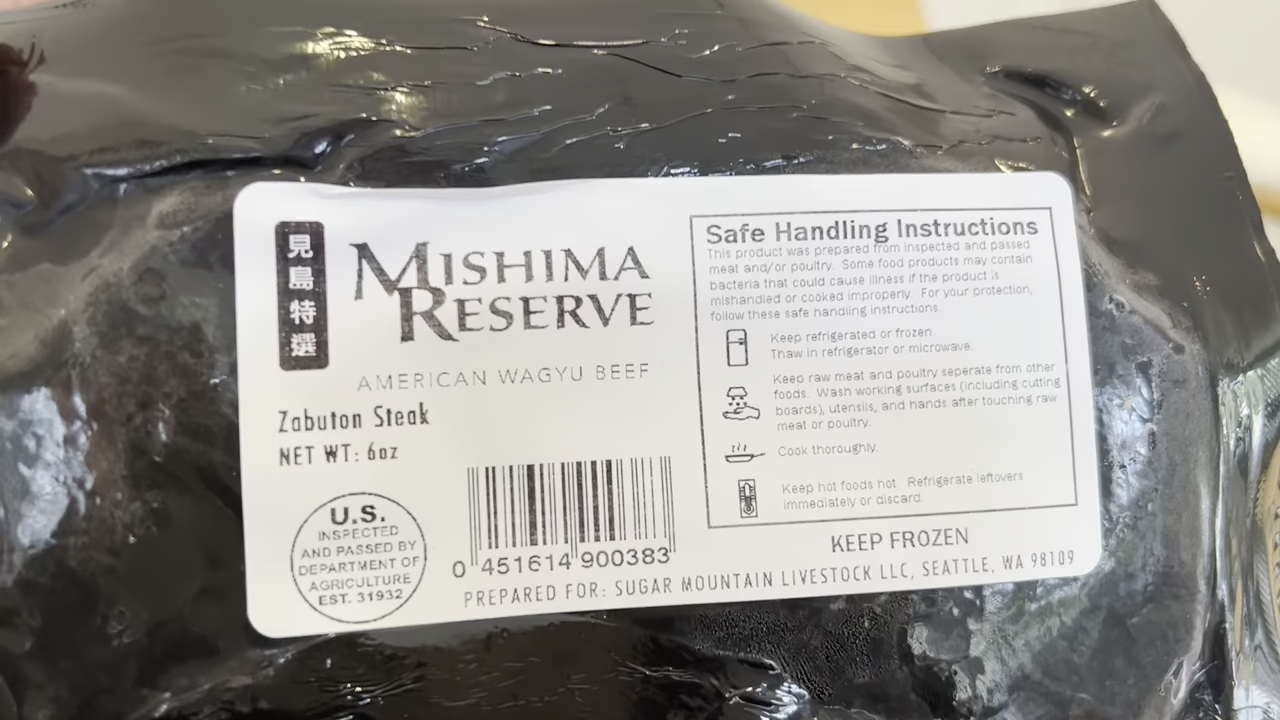 見島特選
MISHIMA
RESERVE
AMERICAN WAGYU BEEF
Zabuton Steak
NET WT: 6oz
U.S.
INSPECTED
AND PASSED BY
DEPARTMENT OF
AGRICULTURE
EST. 31932
0 451614 900383
PREPARED FOR: SUGAR MOUNTAIN LIVESTOCK LLC, SEATTLE, WA 98109
Safe Handling Instructions
This product was prepared from inspected and passed
meat and/or poultry. Some food products may contain
bacteria that could cause illness if the product is
mishandled or cooked improperly. For your protection,
follow these safe handling instructions.
Keep refrigerated or frozen.
Thaw in refrigerator or microwave.
Keep raw meat and poultry seperate from other
foods. Wash working surfaces (including cutting
boards), utensils, and hands after touching raw
meat or poultry.
Cook thoroughly.
Keep hot foods hot. Refrigerate leftovers
immediately or discard.
KEEP FROZEN